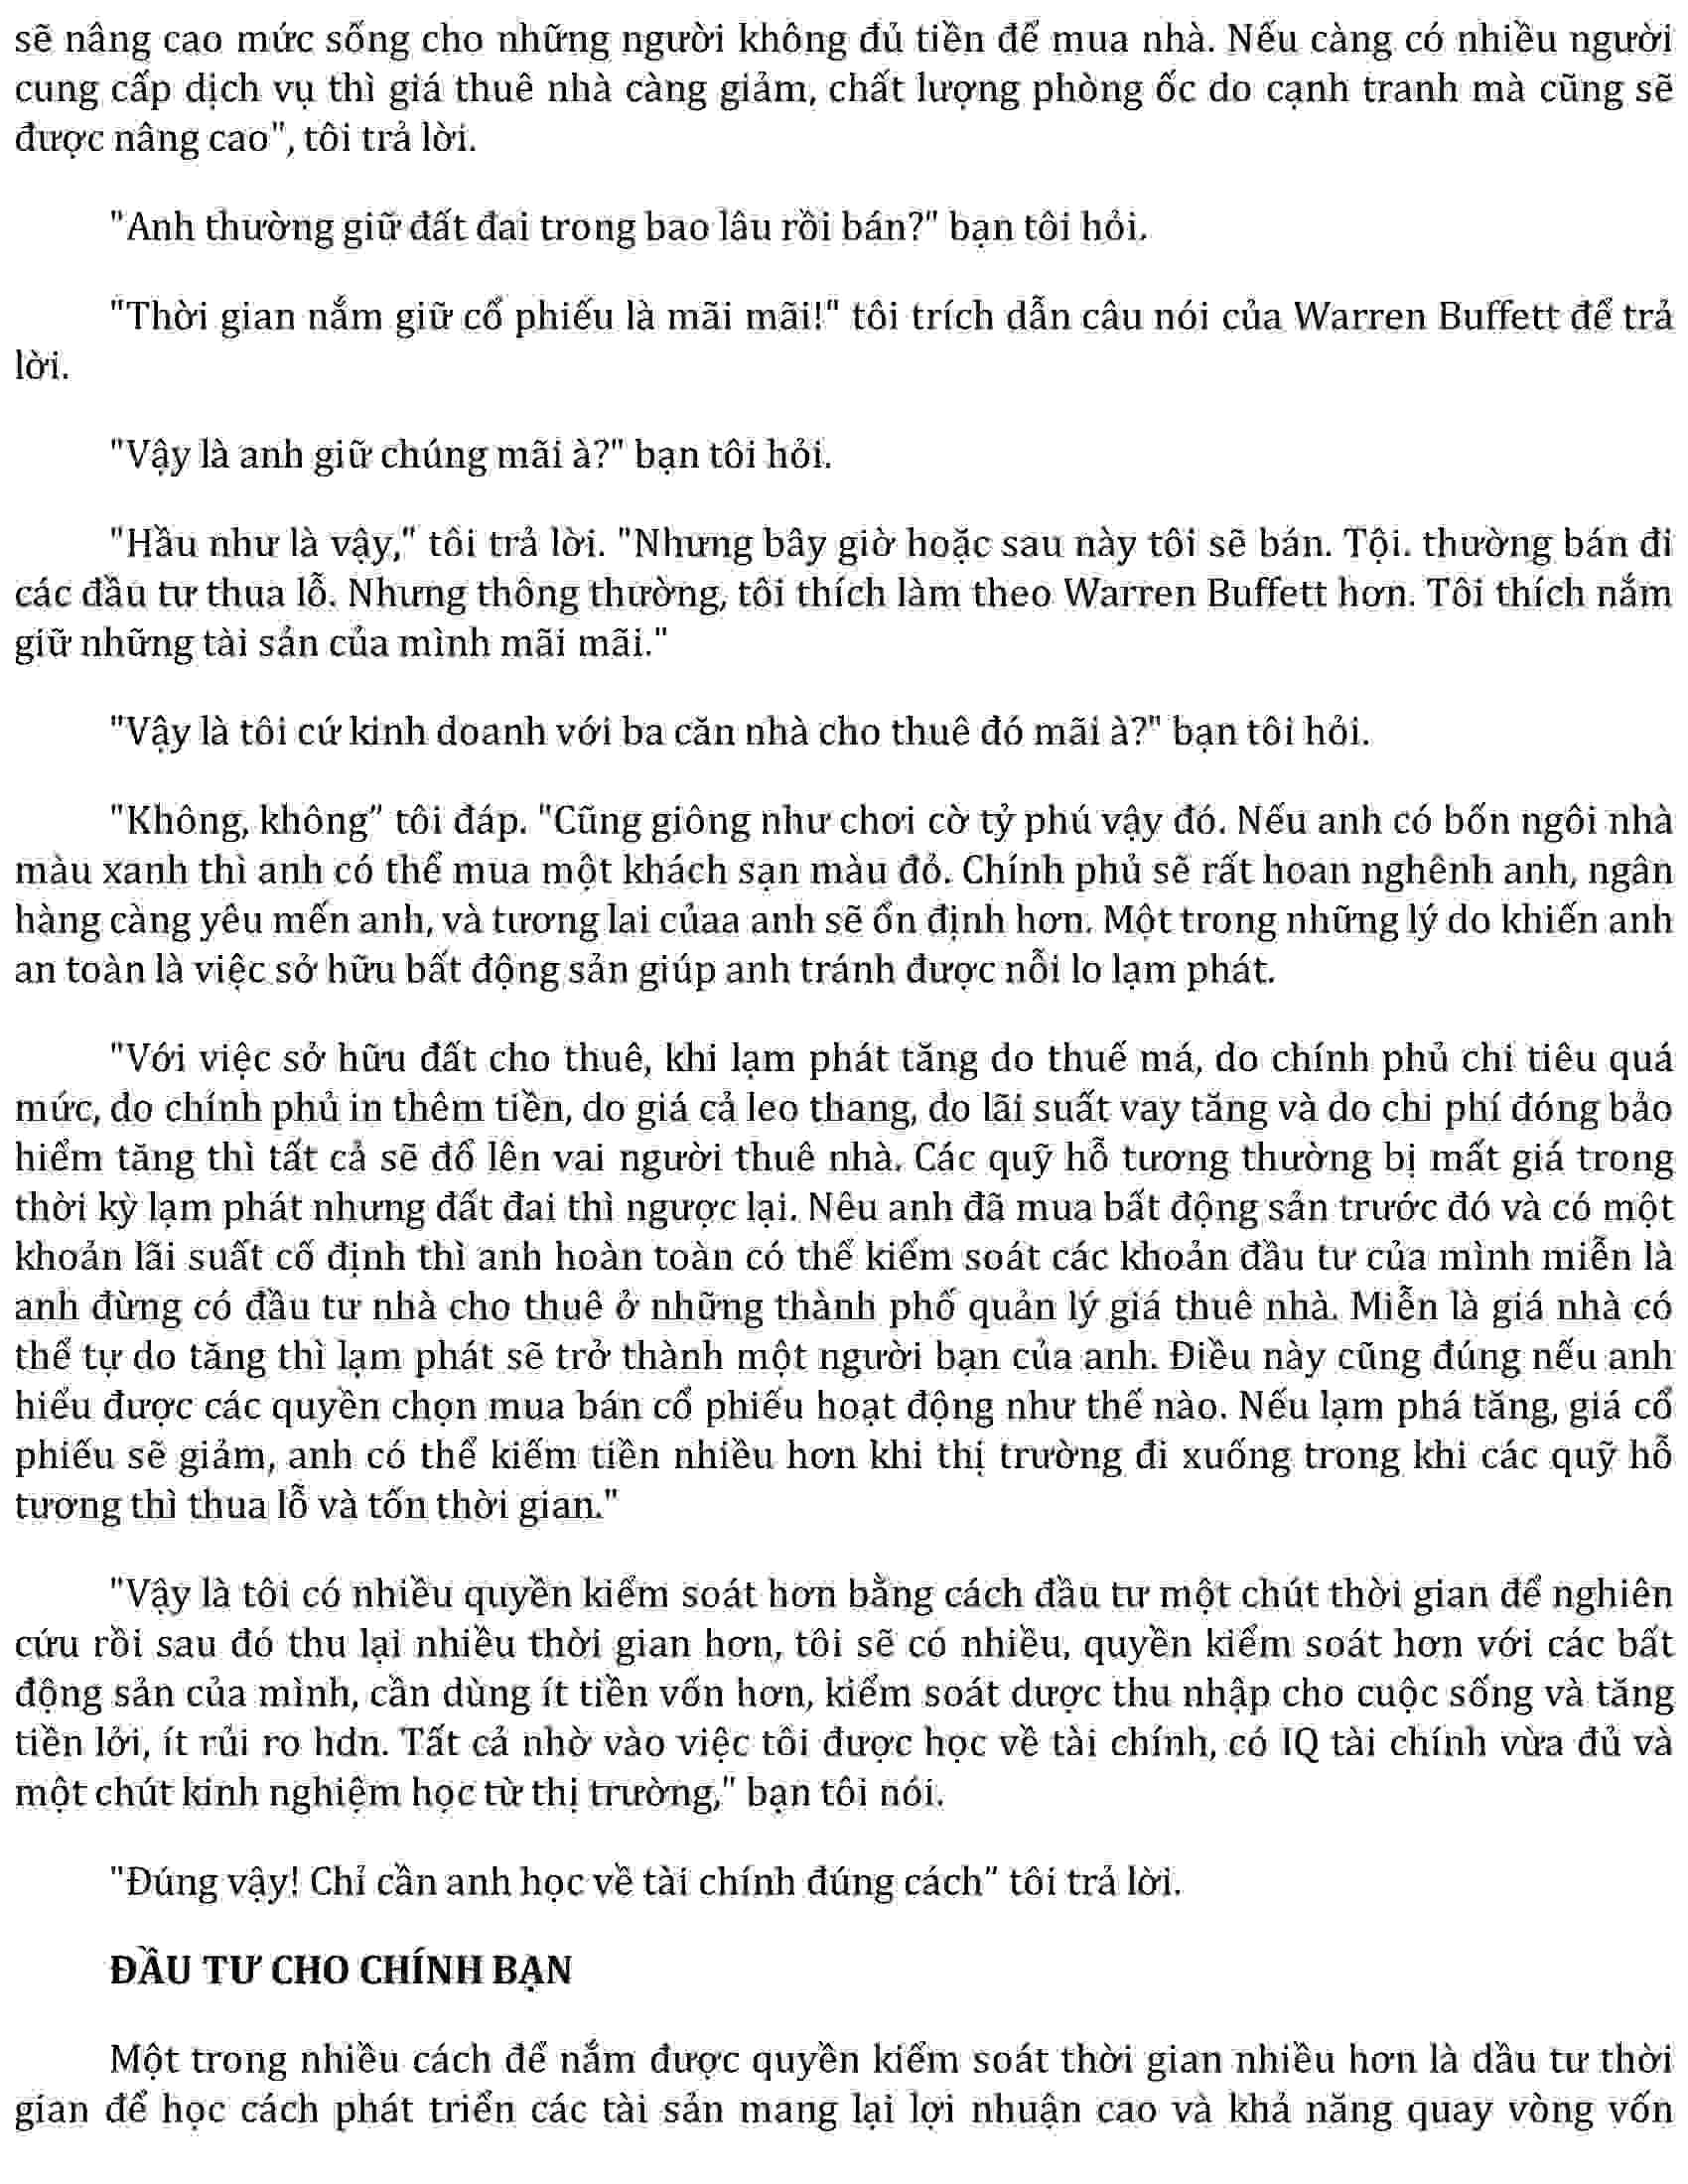 sẽ nâng cao mức sống cho những người không đủ tiền để mua nhà. Nếu càng có nhiều người
cung cấp dịch vụ thì giá thuê nhà càng giảm, chất lượng phòng ốc do cạnh tranh mà cũng sẽ
được nâng cao", tôi trả lời.
"Anh thường giữ đất đai trong bao lâu rồi bán?" bạn tôi hỏi.
"Thời gian nắm giữ cổ phiếu là mãi mãi!" tôi trích dẫn câu nói của Warren Buffett để trả
lời.
"Vậy là anh giữ chúng mãi à?" bạn tôi hỏi.
"Hầu như là vậy," tôi trả lời. "Nhưng bây giờ hoặc sau này tôi sẽ bán. Tội. thường bán đi
các đầu tư thua lỗ. Nhưng thông thường, tôi thích làm theo Warren Buffett hơn. Tôi thích nắm
giữ những tài sản của mình mãi mãi."
"Vậy là tôi cứ kinh doanh với ba căn nhà cho thuê đó mãi à?" bạn tôi hỏi.
"Không, không” tôi đáp. "Cũng giông như chơi cờ tỷ phú vậy đó. Nếu anh có bốn ngôi nhà
màu xanh thì anh có thể mua một khách sạn màu đỏ. Chính phủ sẽ rất hoan nghênh anh, ngân
hàng càng yêu mến anh, và tương lai củaa anh sẽ ổn định hơn. Một trong những lý do khiến anh
an toàn là việc sở hữu bất động sản giúp anh tránh được nỗi lo lạm phát.
"Với việc sở hữu đất cho thuê, khi lạm phát tăng do thuế má, do chính phủ chi tiêu quá
mức, do chính phủ in thêm tiền, do giá cả leo thang, do lãi suất vay tăng và do chi phí đóng bảo
hiểm tăng thì tất cả sẽ đổ lên vai người thuê nhà. Các quỹ hỗ tương thường bị mất giá trong
thời kỳ lạm phát nhưng đất đai thì ngược lại. Nêu anh đã mua bất động sản trước đó và có một
khoản lãi suất cố định thì anh hoàn toàn có thể kiểm soát các khoản đầu tư của mình miễn là
anh đừng có đầu tư nhà cho thuê ở những thành phố quản lý giá thuê nhà. Miễn là giá nhà có
thể tự do tăng thì lạm phát sẽ trở thành một người bạn của anh. Điều này cũng đúng nếu anh
hiểu được các quyền chọn mua bán cổ phiếu hoạt động như thế nào. Nếu lạm phá tăng, giá cổ
phiếu sẽ giảm, anh có thể kiếm tiền nhiều hơn khi thị trường đi xuống trong khi các quỹ hỗ
tương thì thua lỗ và tốn thời gian."
"Vậy là tôi có nhiều quyền kiểm soát hơn bằng cách đầu tư một chút thời gian để nghiên
cứu rồi sau đó thu lại nhiều thời gian hơn, tôi sẽ có nhiều, quyền kiểm soát hơn với các bất
động sản của mình, cần dùng ít tiền vốn hơn, kiểm soát dược thu nhập cho cuộc sống và tăng
tiền lởi, ít rủi ro hdn. Tất cả nhờ vào việc tôi được học về tài chính, có IQ tài chính vừa đủ và
một chút kinh nghiệm học từ thị trường," bạn tôi nói.
"Đúng vậy! Chỉ cần anh học về tài chính đúng cách” tôi trả lời.
ĐẦU TƯ CHO CHÍNH BẠN
Một trong nhiều cách để nắm được quyền kiểm soát thời gian nhiều hơn là dầu tư thời
gian để học cách phát triển các tài sản mang lại lợi nhuận cao và khả năng quay vòng vốn